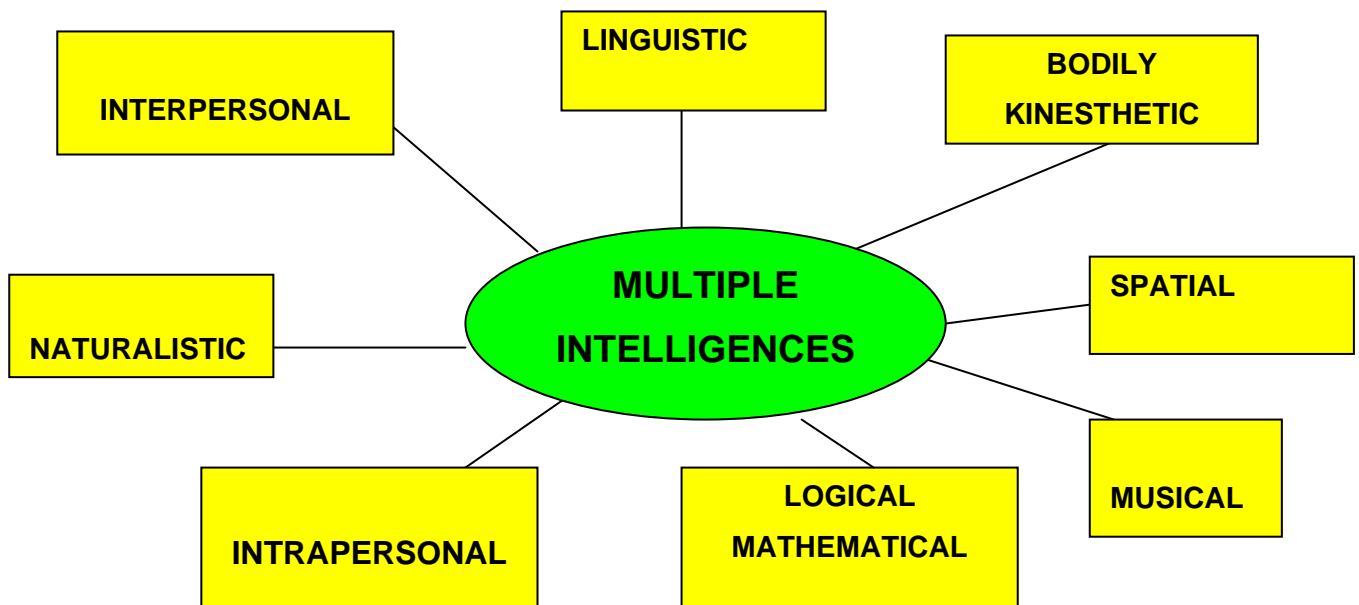 LINGUISTIC
BODILY
KINESTHETIC
INTERPERSONAL
MULTIPLE
INTELLIGENCES
SPATIAL
NATURALISTIC
MUSICAL
LOGICAL
MATHEMATICAL
INTRAPERSONAL